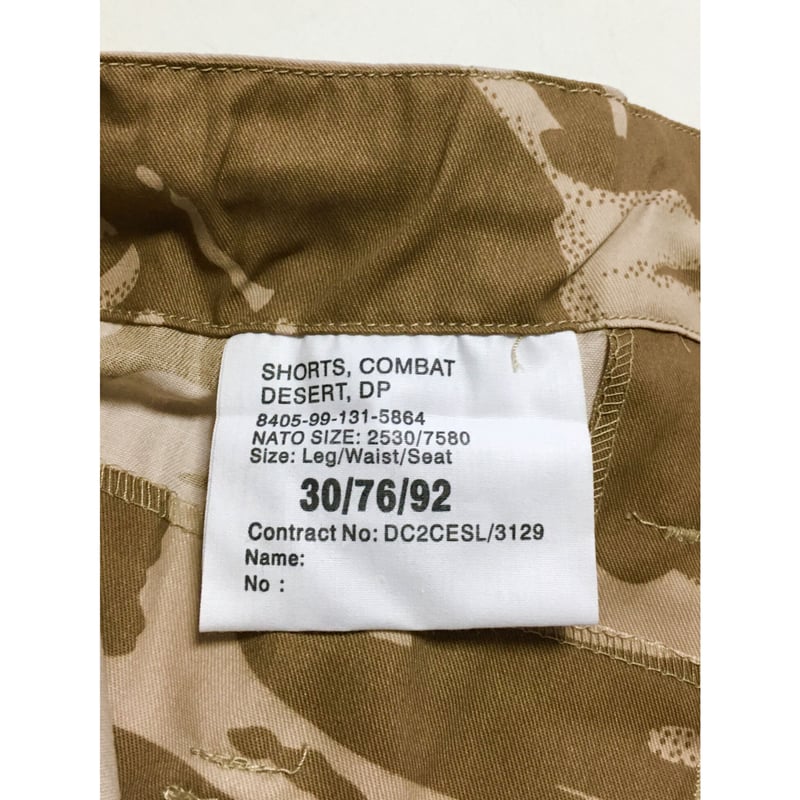 SHORTS, COMBAT
DESERT, DP
8405-99-131-5864
NATO SIZE: 2530/7580
Size: Leg/Waist/Seat
30/76/92
Contract No: DC2CESL/3129
Name:
No :